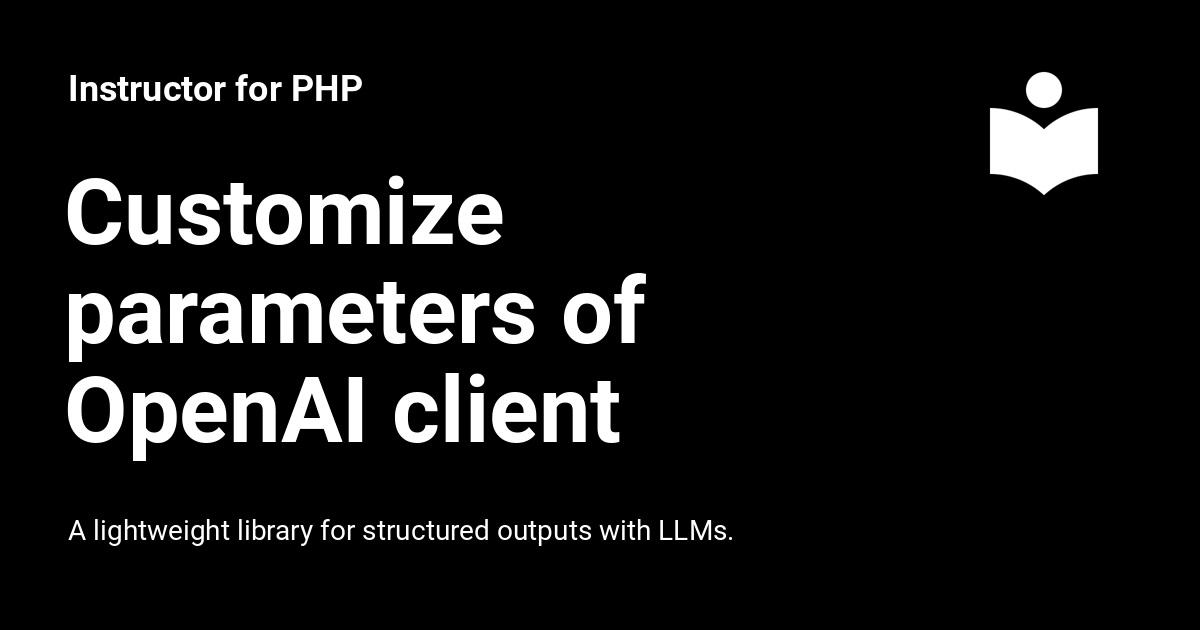 Instructor for PHP
Customize
parameters of
OpenAI client
A lightweight library for structured outputs with LLMs.